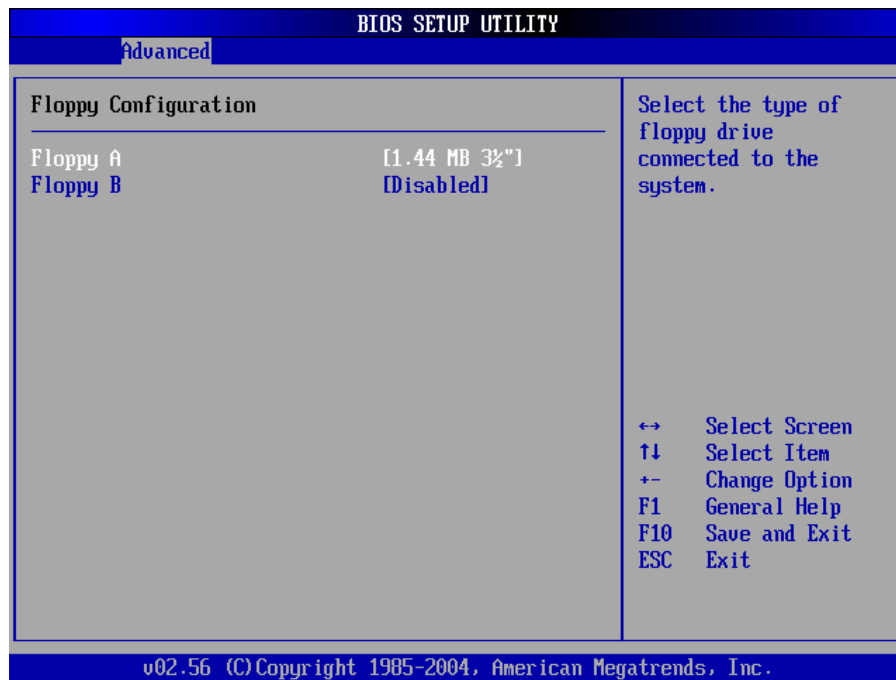 BIOS SETUP UTILITY
Advanced
Floppy Configuration
Floppy A [1.44 MB 3½"]
Floppy B [Disabled]
Select the type of
floppy drive
connected to the
system.
←→ Select Screen
↑↓ Select Item
+- Change Option
F1 General Help
F10 Save and Exit
ESC Exit
v02.56 (C)Copyright 1985-2004, American Megatrends, Inc.